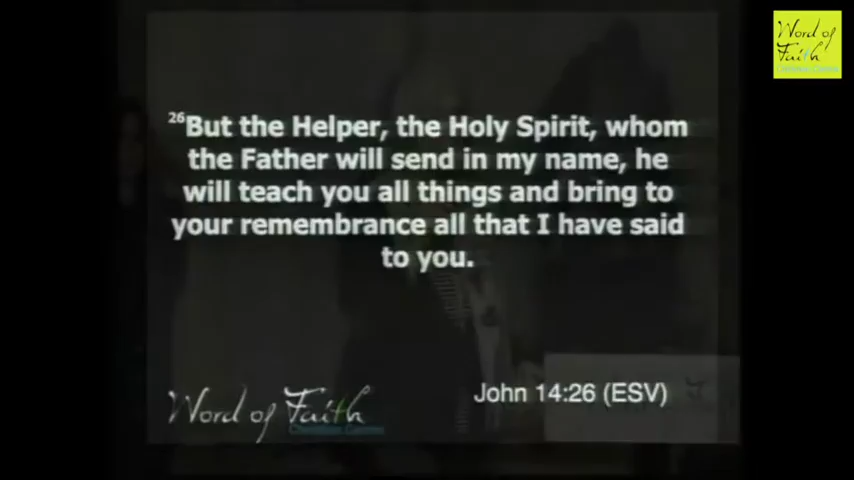 Word of
Faith
26But the Helper, the Holy Spirit, whom
the Father will send in my name, he
will teach you all things and bring to
your remembrance all that I have said
to you.
John 14:26 (ESV)
Word of Faith